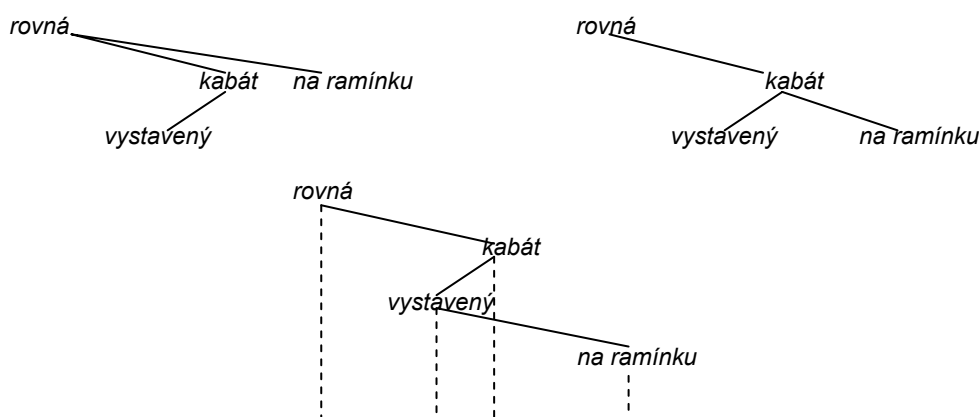 rovná rovná
kabát na ramínku kabát
vystavený vystavený na ramínku
rovná
kabát
vystavený
na ramínku